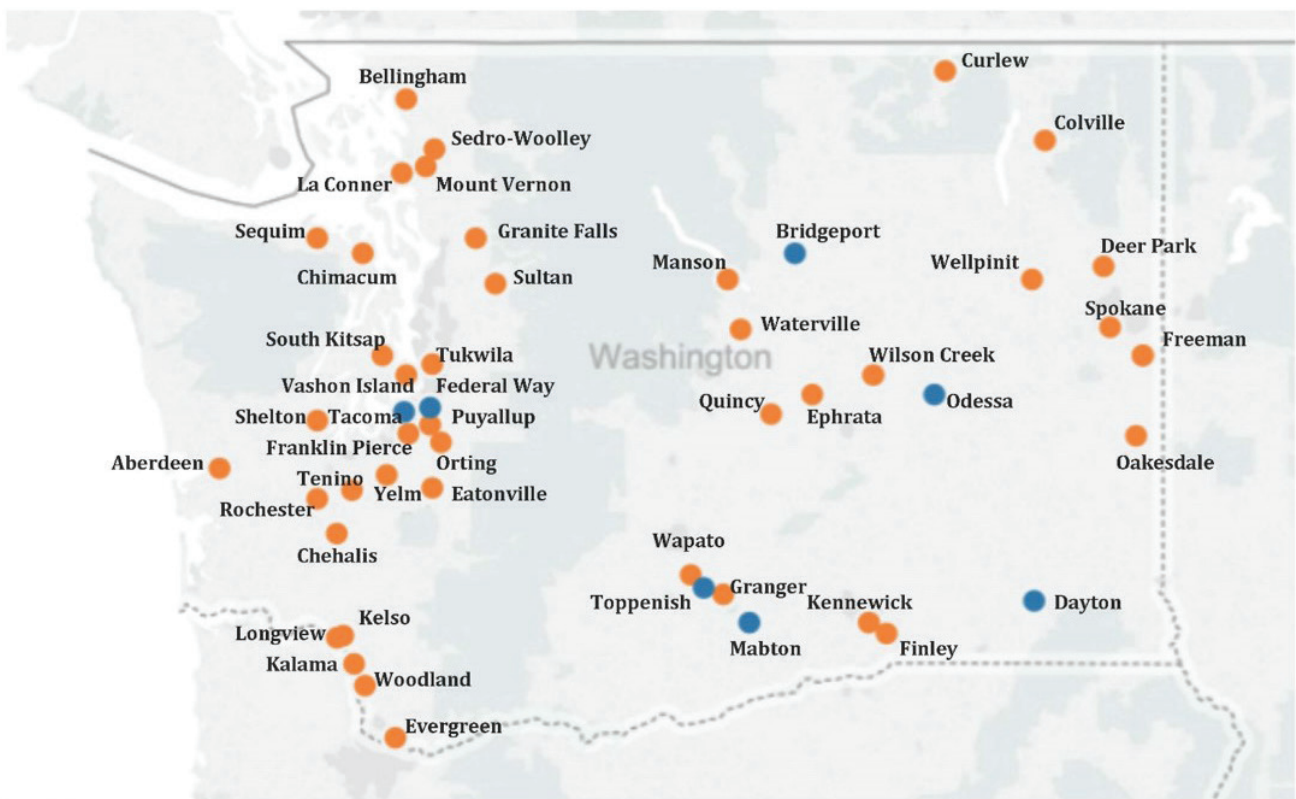 Curlew
Bellingham
Colville
Sedro-Woolley
La Conner
Mount Vernon
Sequim
Granite Falls
Bridgeport
Deer Park
Chimacum
Sultan
Manson
Wellpinit
Spokane
South Kitsap
Tukwila
Waterville
Freeman
Washington
Wilson Creek
Vashon Island
Federal Way
Quincy
Ephrata
Odessa
Shelton
Tacoma
Puyallup
Franklin Pierce
Orting
Oakesdale
Aberdeen
Tenino
Yelm
Eatonville
Rochester
Chehalis
Wapato
Toppenish
Granger
Kennewick
Dayton
Kelso
Longview
Mabton
Finley
Kalama
Woodland
Evergreen